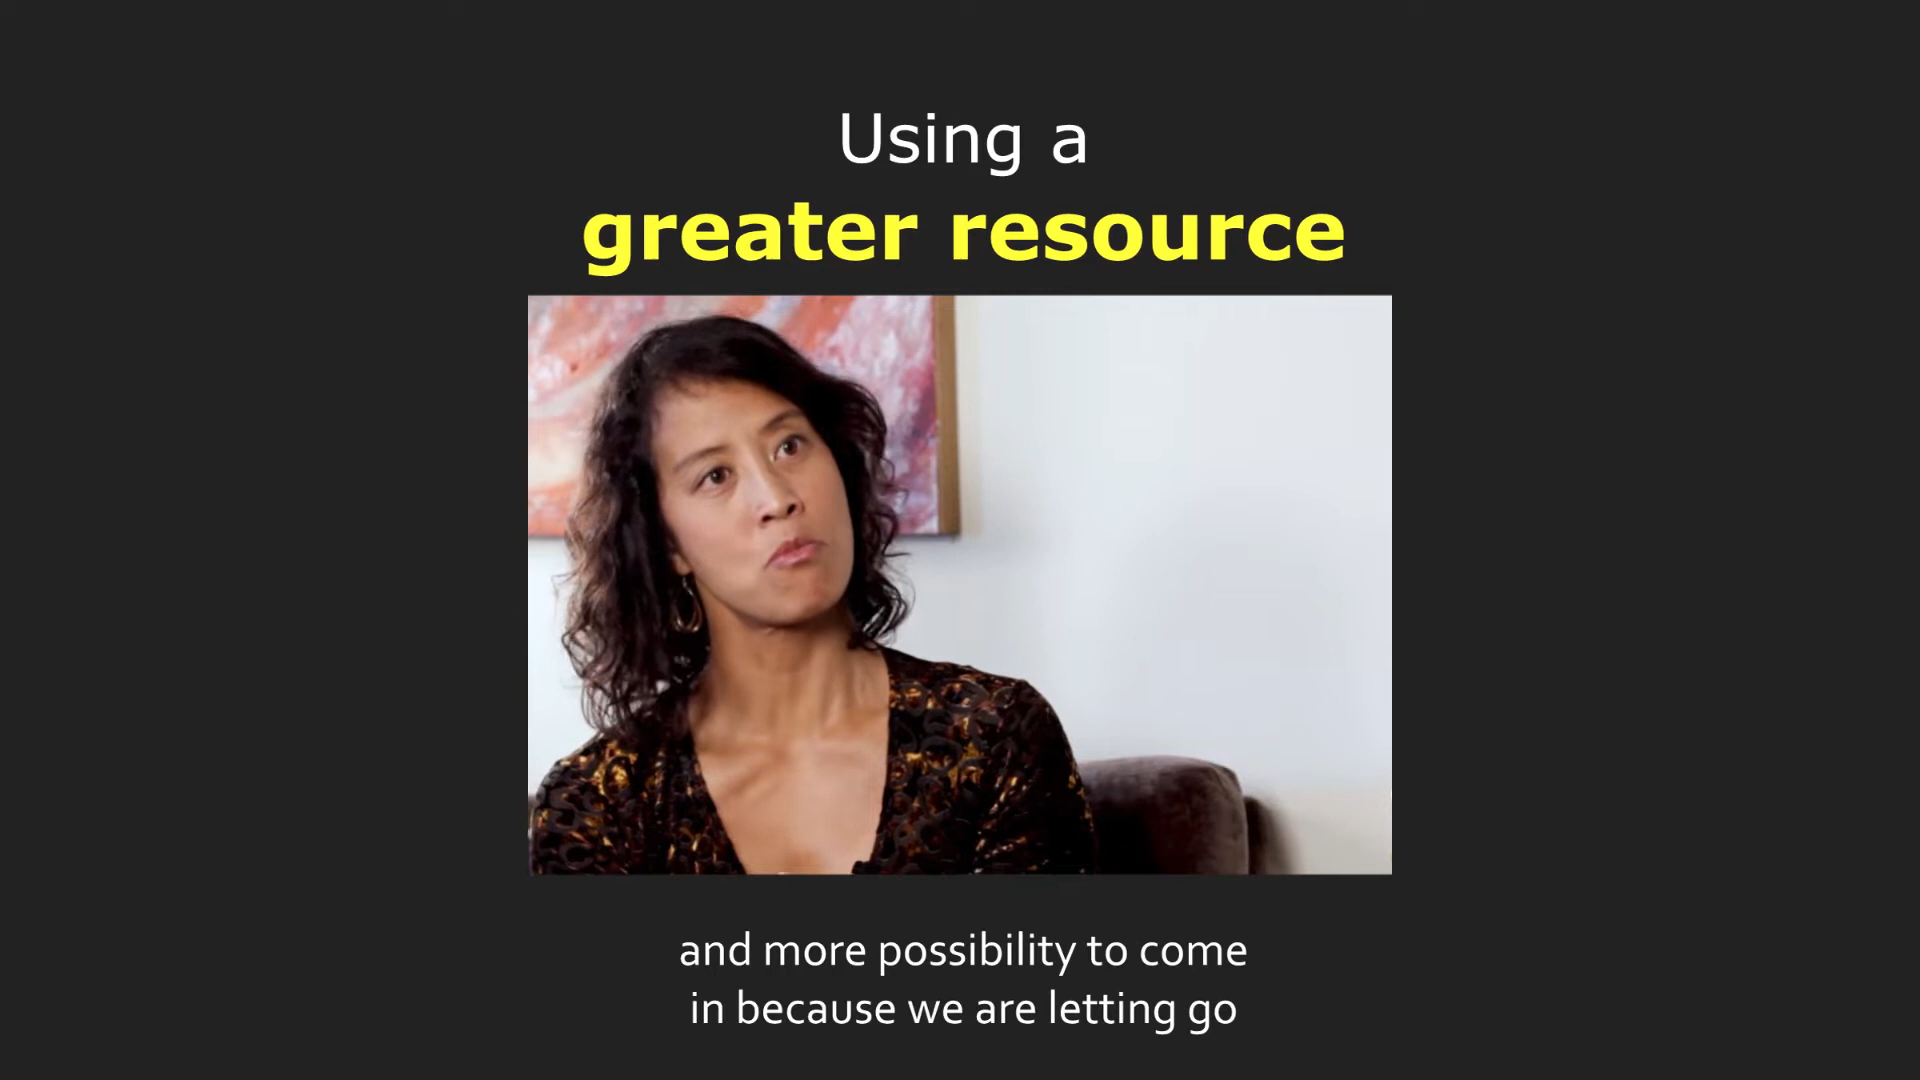 Using a
greater resource
and more possibility to come
in because we are letting go